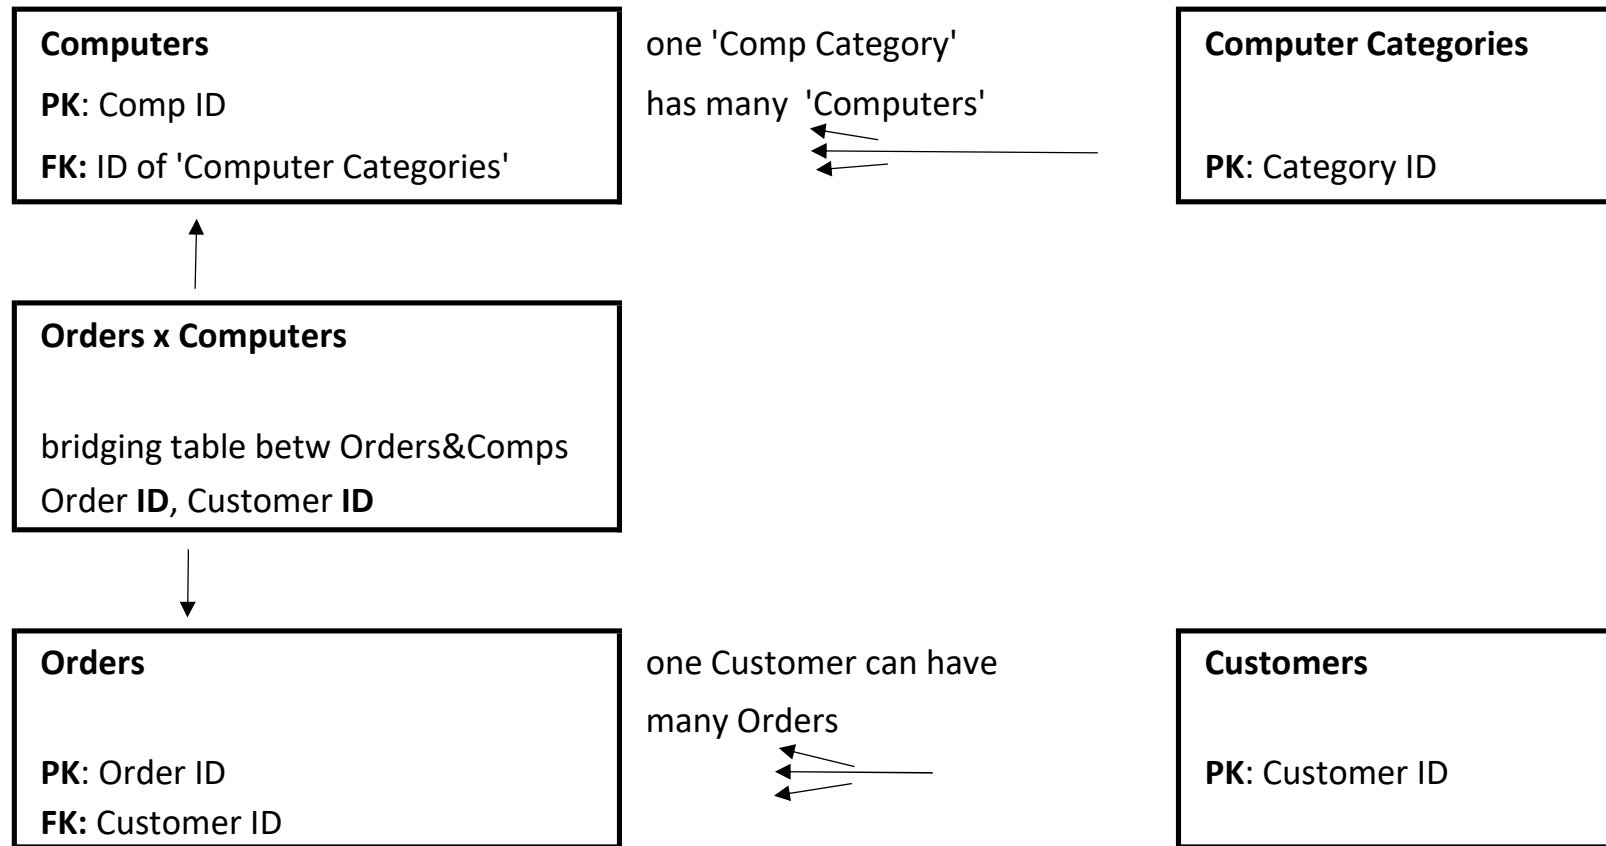 Computers
PK: Comp ID
FK: ID of 'Computer Categories'
one 'Comp Category'
has many 'Computers'
Computer Categories
PK: Category ID
Orders x Computers
bridging table betw Orders&Comps
Order ID, Customer ID
Orders
PK: Order ID
FK: Customer ID
one Customer can have
many Orders
Customers
PK: Customer ID